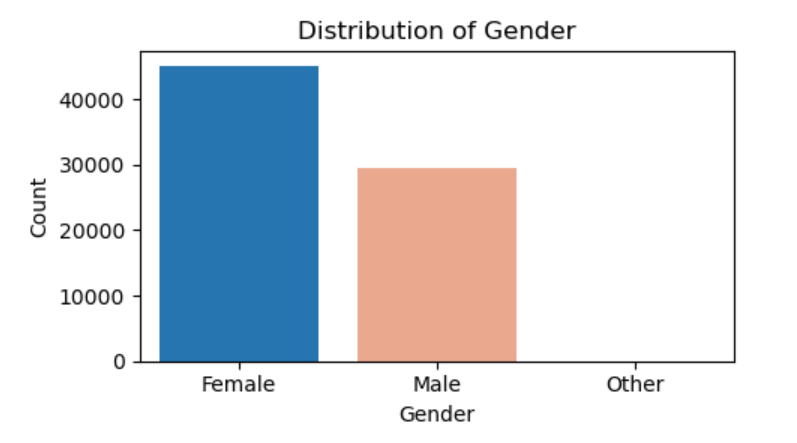 Distribution of Gender
Count
40000
30000
20000
10000
0
Female Male Other
Gender